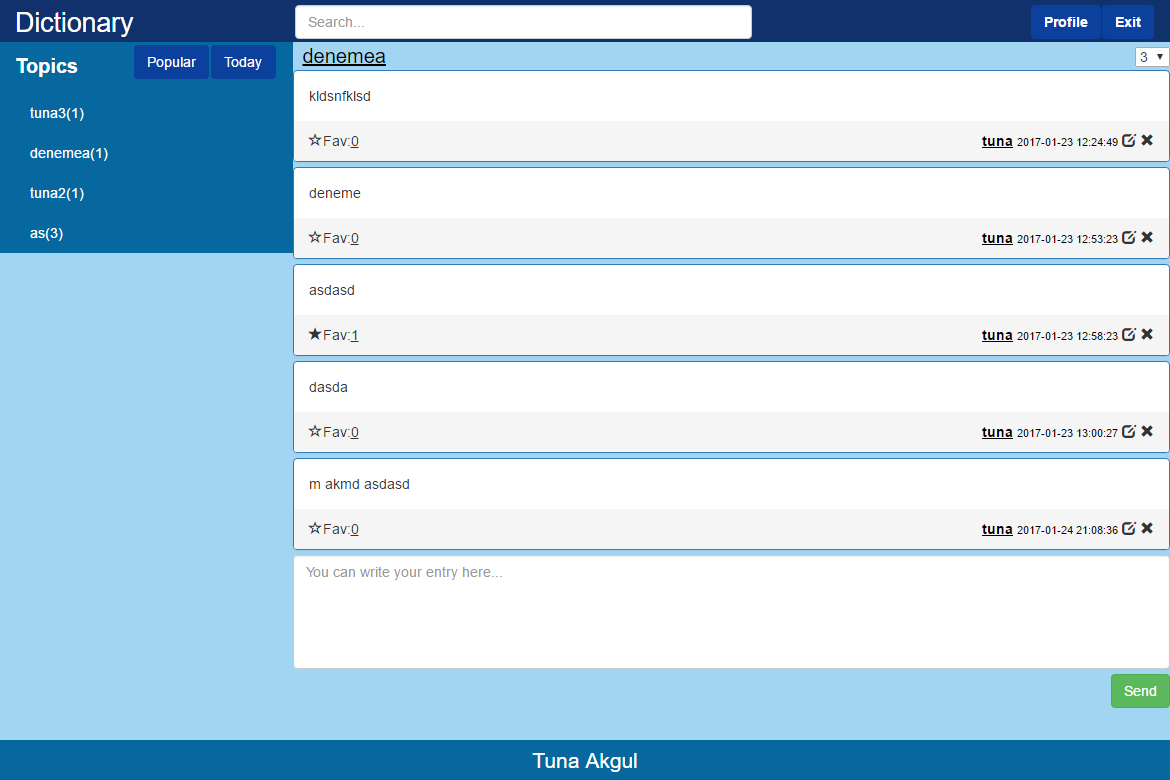 Dictionary
Search...
Profile
Exit
Topics
Popular
Today
tuna3(1)
denemea(1)
tuna2(1)
as(3)
denemea
3
kldsnfklsd
Fav:0
tuna 2017-01-23 12:24:49
deneme
Fav:0
tuna 2017-01-23 12:53:23
asdasd
Fav:1
tuna 2017-01-23 12:58:23
dasda
Fav:0
tuna 2017-01-23 13:00:27
m akmd asdasd
Fav:0
tuna 2017-01-24 21:08:36
You can write your entry here...
Send
Tuna Akgul